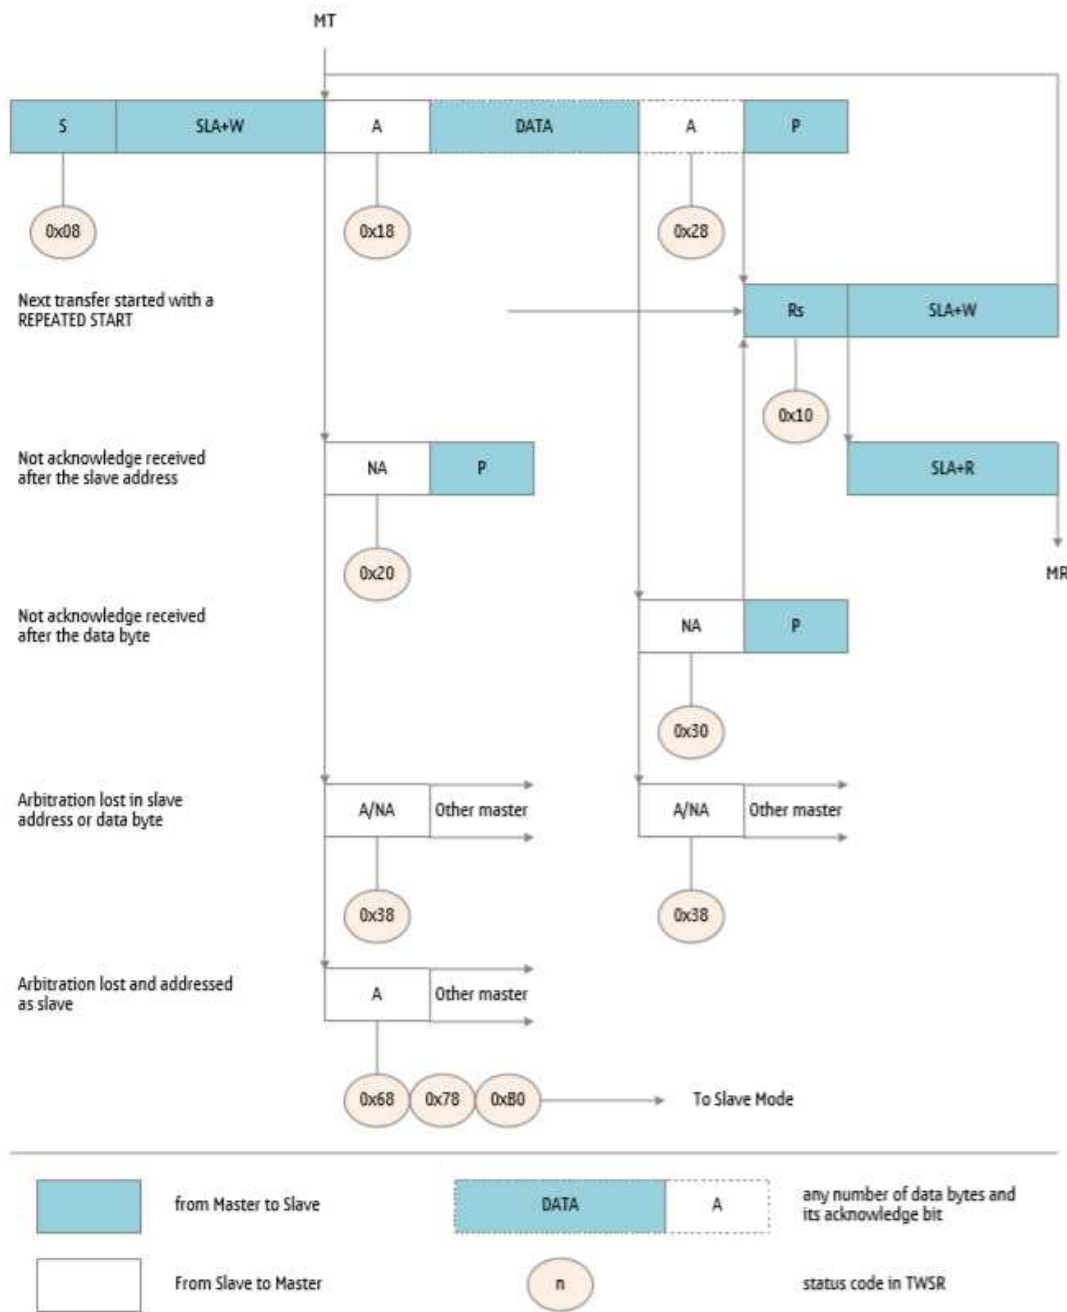 MT
S SLA+W A DATA A P
0x08 0x18 0x28
Next transfer started with a
REPEATED START
Rs SLA+W
0x10
Not acknowledge received
after the slave address
NA P
SLA+R
0x20
MR
Not acknowledge received
after the data byte
NA P
0x30
Arbitration lost in slave
address or data byte
A/NA Other master A/NA Other master
0x38 0x38
Arbitration lost and addressed
as slave
A Other master
0x68 0x78 0xB0 To Slave Mode
from Master to Slave
DATA A
any number of data bytes and
its acknowledge bit
From Slave to Master
n
status code in TWSR